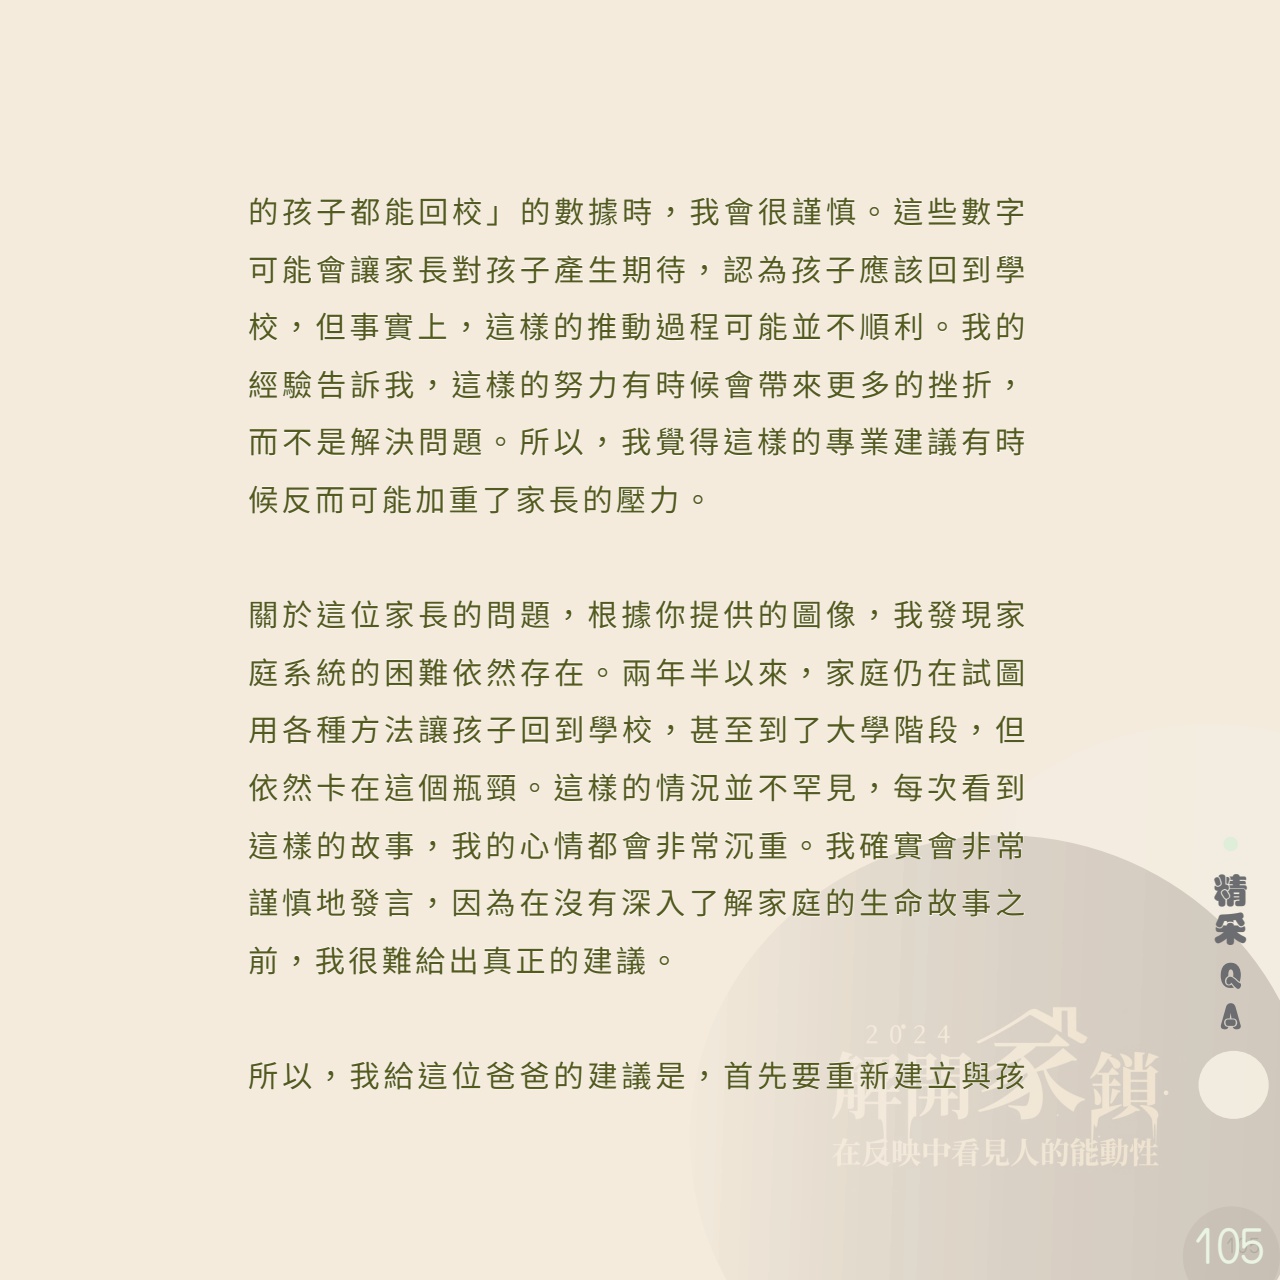 的孩子都能回校」的數據時，我會很謹慎。這些數字
可能會讓家長對孩子產生期待，認為孩子應該回到學
校，但事實上，這樣的推動過程可能並不順利。我的
經驗告訴我，這樣的努力有時候會帶來更多的挫折，
而不是解決問題。所以，我覺得這樣的專業建議有時
候反而可能加重了家長的壓力。
關於這位家長的問題，根據你提供的圖像，我發現家
庭系統的困難依然存在。兩年半以來，家庭仍在試圖
用各種方法讓孩子回到學校，甚至到了大學階段，但
依然卡在這個瓶頸。這樣的情況並不罕見，每次看到
這樣的故事，我的心情都會非常沉重。我確實會非常
謹慎地發言，因為在沒有深入了解家庭的生命故事之
前，我很難給出真正的建議。
所以，我給這位爸爸的建議是，首先要重新建立與孩
2024
解開家鎖
在反映中看見人的能動性
精采QA
105